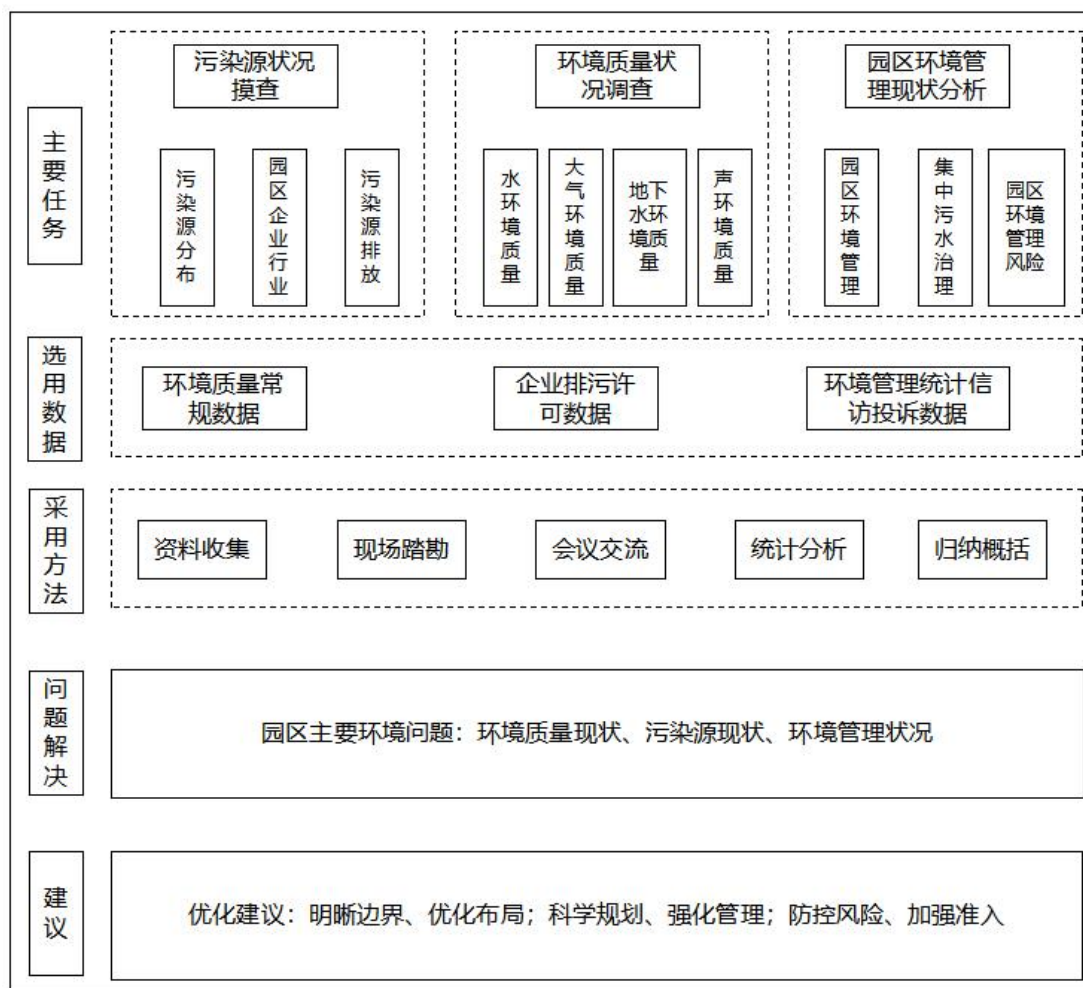 主要任务
污染源状况
摸查
污染源分布
园区企业行业
污染源排放
环境质量状
况调查
水环境质量
大气环境质量
地下
水环
境质
量
声环境质量
园区环境管
理现状分析
园区环境管理
集中污水治理
园区
环境
管理
风险
选用数据
环境质量常
规数据
企业排污许
可数据
环境管理统计信
访投诉数据
采用方法
资料收集
现场踏勘
会议交流
统计分析
归纳概括
问题解决
园区主要环境问题：环境质量现状、污染源现状、环境管理状况
建议
优化建议：明晰边界、优化布局；科学规划、强化管理；防控风险、加强准入